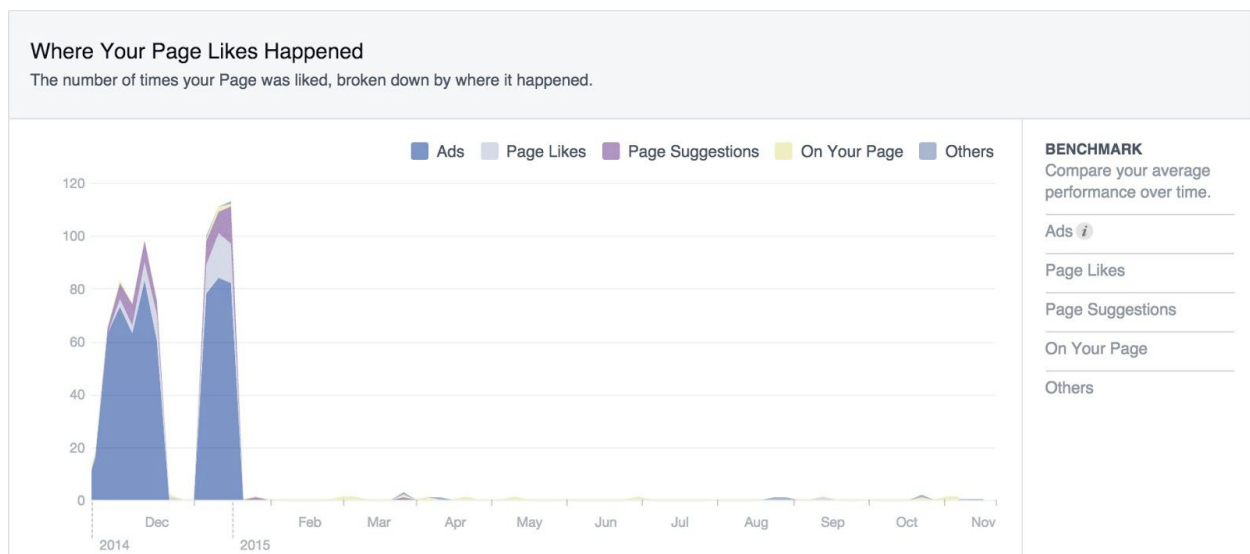 Where Your Page Likes Happened
The number of times your Page was liked, broken down by where it happened.
Ads
Page Likes
Page Suggestions
On Your Page
Others
120
100
80
60
40
20
0
Dec
Feb
Mar
Apr
May
Jun
Jul
Aug
Sep
Oct
Nov
2014
2015
BENCHMARK
Compare your average
performance over time.
Ads i
Page Likes
Page Suggestions
On Your Page
Others